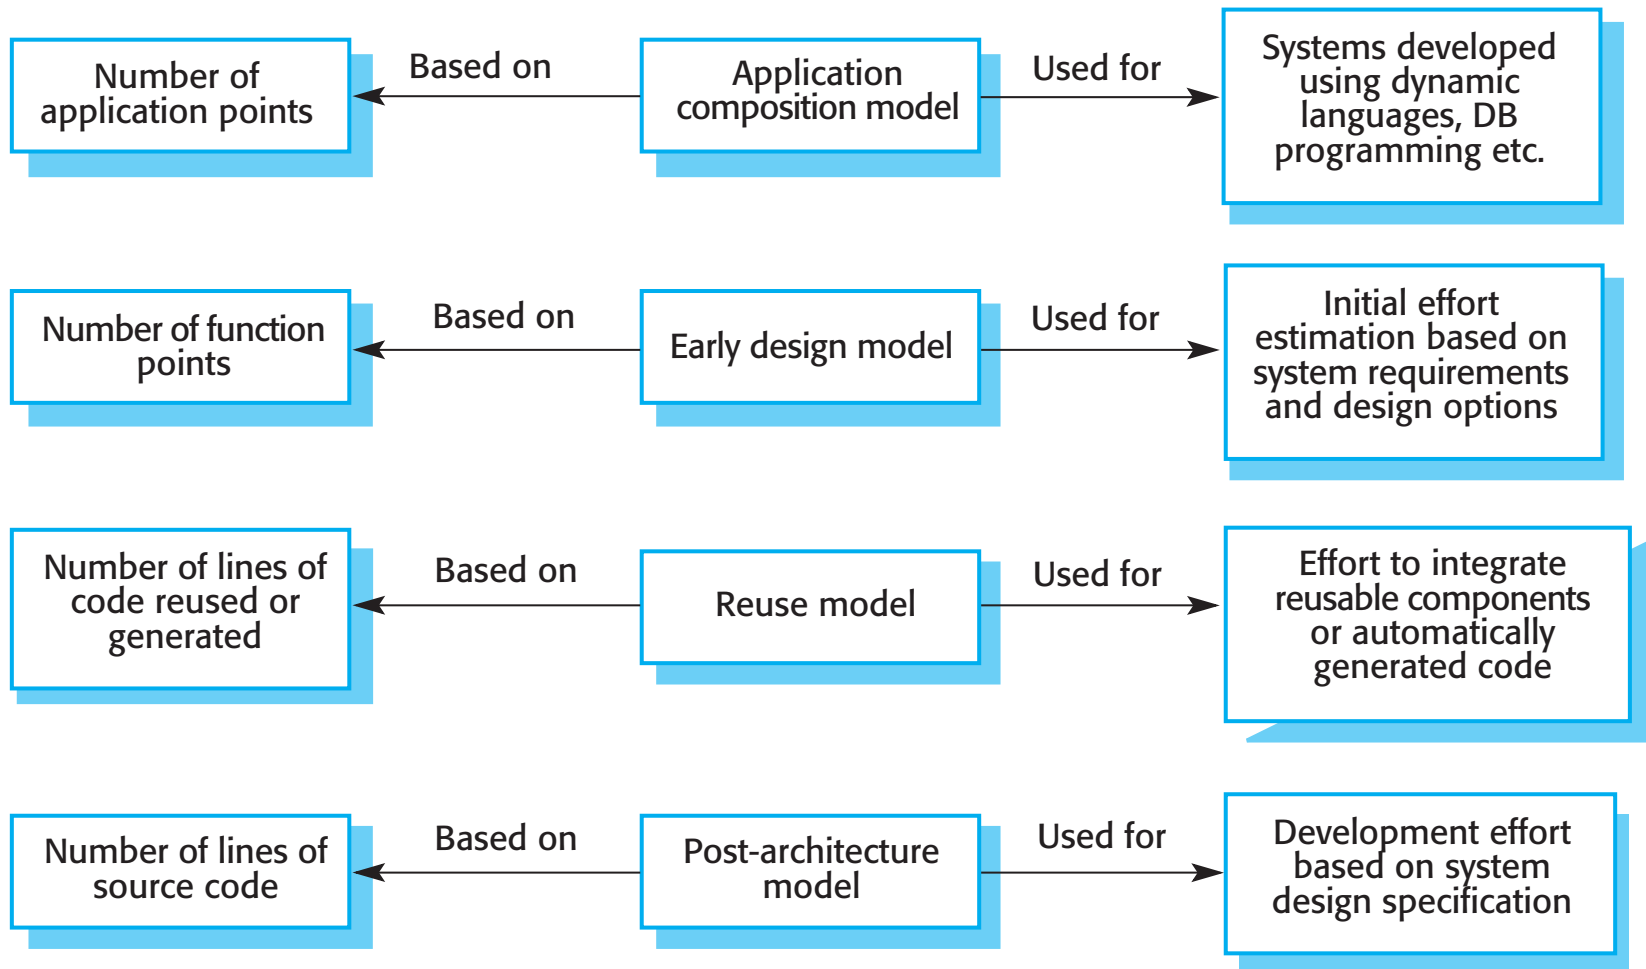 Number of
application points
Based on
Application
composition model
Used for
Systems developed
using dynamic
languages, DB
programming etc.
Number of function
points
Based on
Early design model
Used for
Initial effort
estimation based on
system requirements
and design options
Number of lines of
code reused or
generated
Based on
Reuse model
Used for
Effort to integrate
reusable components
or automatically
generated code
Number of lines of
source code
Based on
Post-architecture
model
Used for
Development effort
based on system
design specification